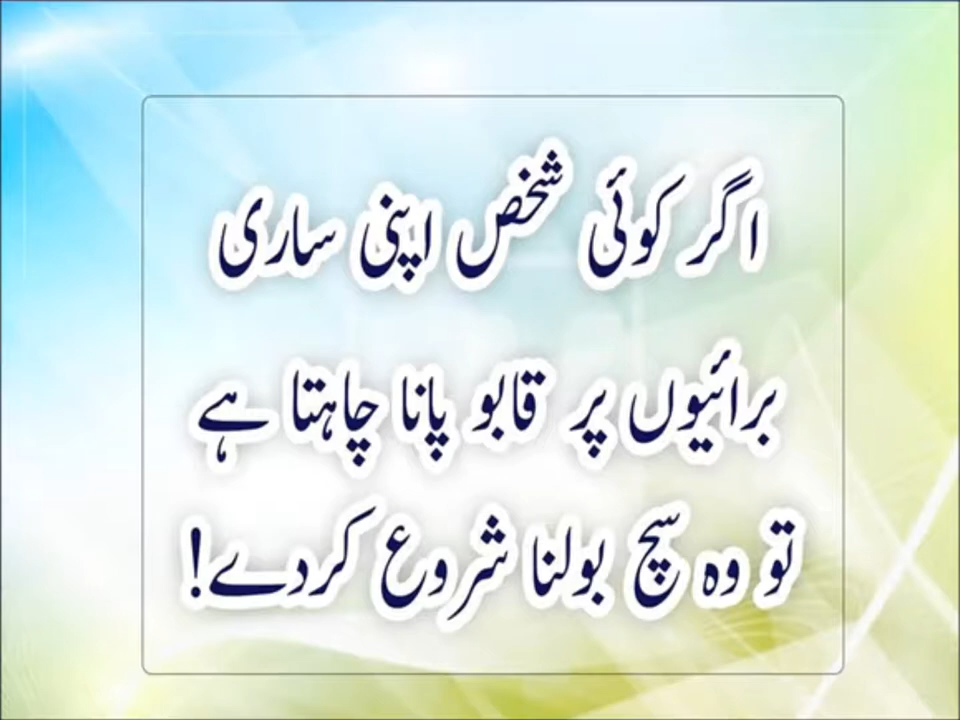 اگر کوئی شخص اپنی ساری
برائیوں پر قابو پانا چاہتا ہے
تو وہ سچ بولنا شروع کردے!